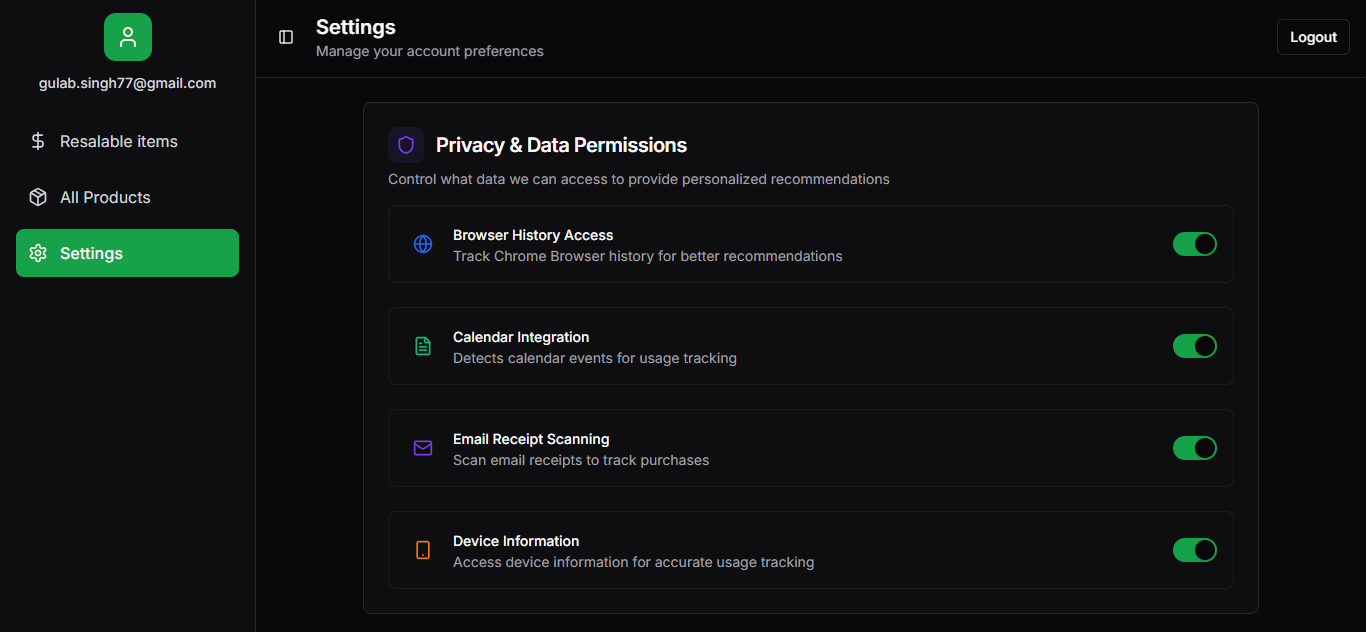 gulab.singh77@gmail.com
Resalable items
All Products
Settings
Settings
Manage your account preferences
Logout
Privacy & Data Permissions
Control what data we can access to provide personalized recommendations
Browser History Access
Track Chrome Browser history for better recommendations
Calendar Integration
Detects calendar events for usage tracking
Email Receipt Scanning
Scan email receipts to track purchases
Device Information
Access device information for accurate usage tracking